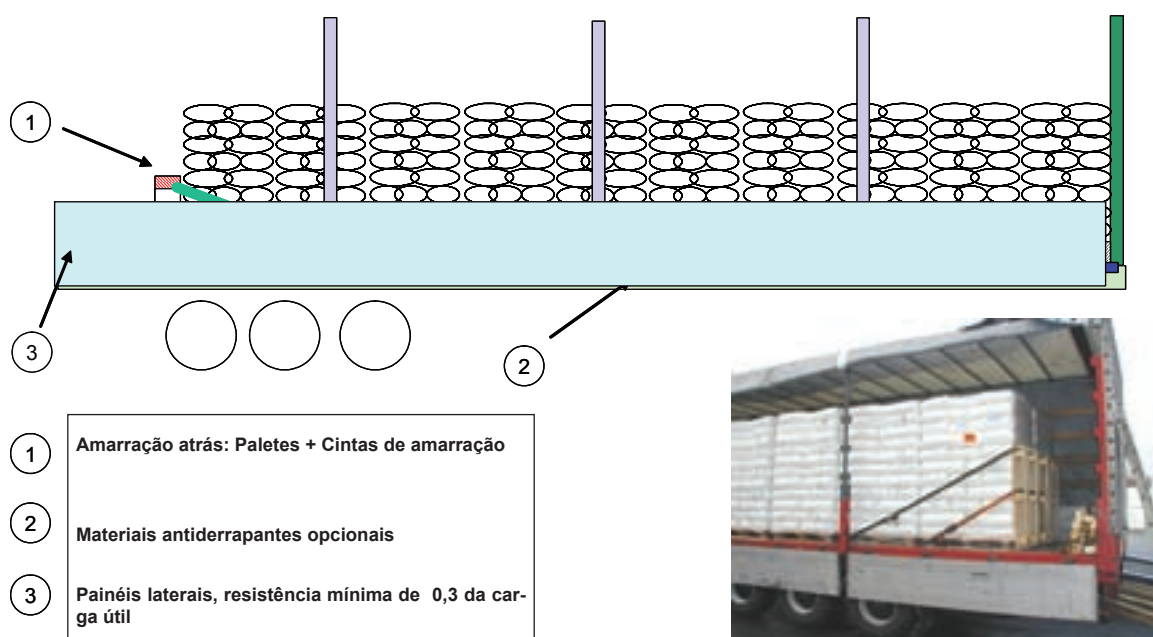 1
3
2
1
Amarração atrás: Paletes + Cintas de amarração
2
Materiais antiderrapantes opcionais
3
Painéis laterais, resistência mínima de 0,3 da car-
ga útil